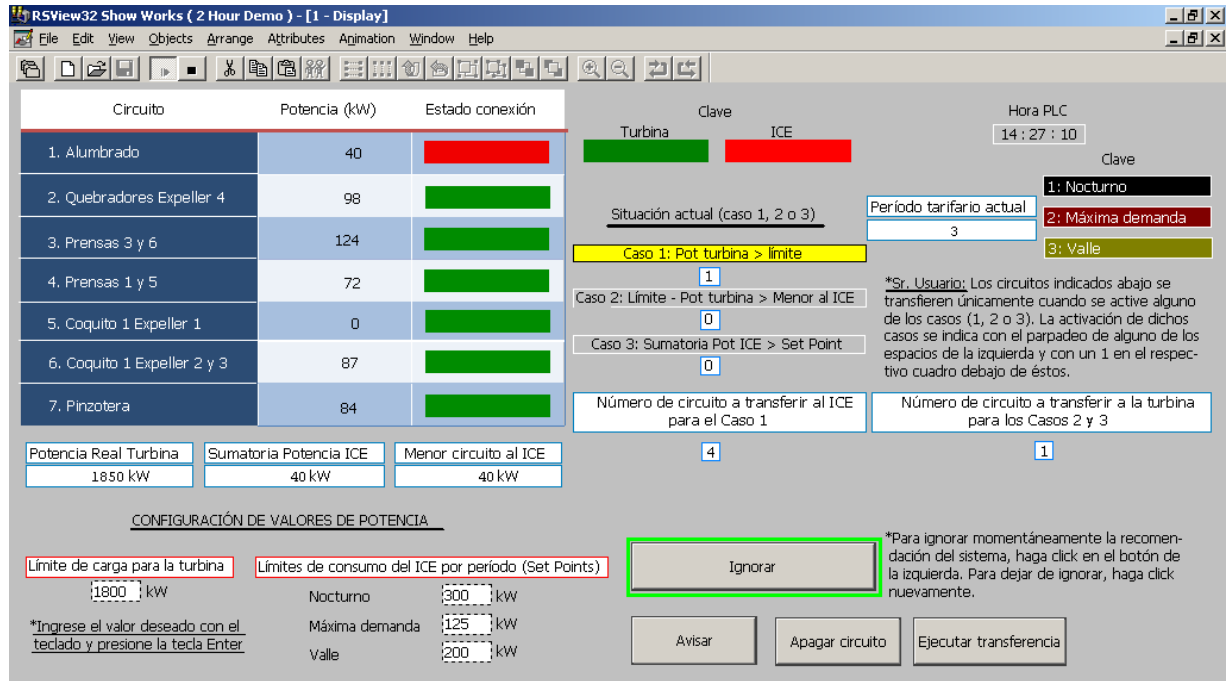 RSView32 Show Works ( 2 Hour Demo ) - [1 - Display]
File Edit View Objects Arrange Attributes Animation Window Help
Circuito Potencia (kW) Estado conexión
1. Alumbrado 40
2. Quebradores Expeller 4 98
3. Prensas 3 y 6 124
4. Prensas 1 y 5 72
5. Coquito 1 Expeller 1 0
6. Coquito 1 Expeller 2 y 3 87
7. Pinzotera 84
Potencia Real Turbina Sumatoria Potencia ICE Menor circuito al ICE
1850 kW 40 kW 40 kW
Clave
Turbina ICE
Situación actual (caso 1, 2 o 3)
Caso 1: Pot turbina > límite
1
Caso 2: Límite - Pot turbina > Menor al ICE
0
Caso 3: Sumatoria Pot ICE > Set Point
0
Hora PLC
14 : 27 : 10
Clave
1: Nocturno
2: Máxima demanda
3: Valle
Período tarifario actual
3
*Sr. Usuario: Los circuitos indicados abajo se
transfieren únicamente cuando se active alguno
de los casos (1, 2 o 3). La activación de dichos
casos se indica con el parpadeo de alguno de los
espacios de la izquierda y con un 1 en el respec-
tivo cuadro debajo de éstos.
Número de circuito a transferir al ICE
para el Caso 1
4
Número de circuito a transferir a la turbina
para los Casos 2 y 3
1
CONFIGURACIÓN DE VALORES DE POTENCIA
Límite de carga para la turbina
1800 kW
*Ingrese el valor deseado con el
teclado y presione la tecla Enter
Límites de consumo del ICE por período (Set Points)
Nocturno 300 kW
Máxima demanda 125 kW
Valle 200 kW
Ignorar
*Para ignorar momentáneamente la recomen-
dación del sistema, haga click en el botón de
la izquierda. Para dejar de ignorar, haga click
nuevamente.
Avisar Apagar circuito Ejecutar transferencia